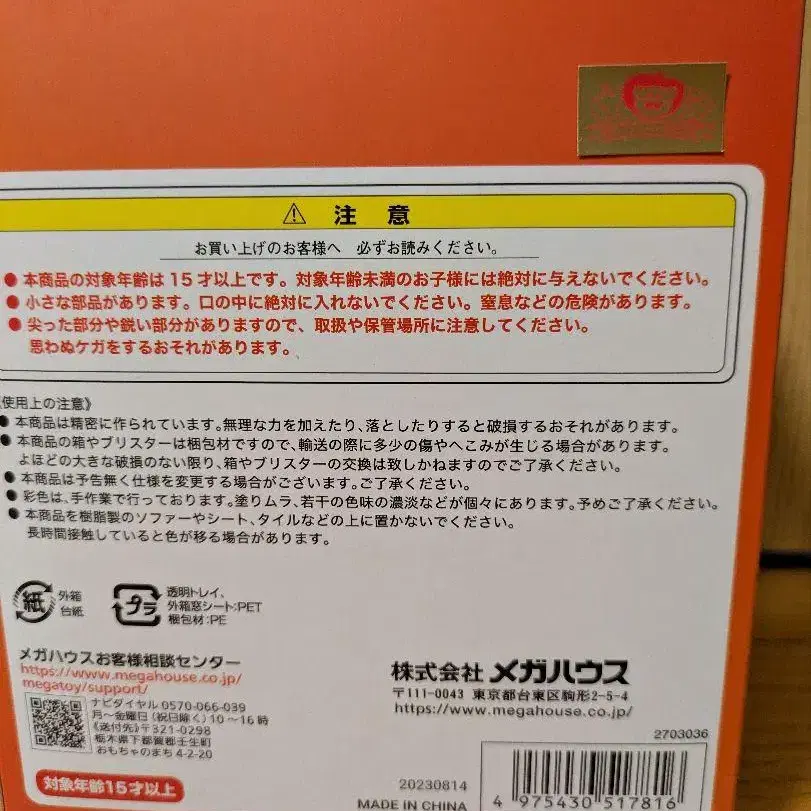 ⚠ 注 意
お買い上げのお客様へ 必ずお読みください。
● 本商品の対象年齢は15才以上です。対象年齢未満のお子様には絶対に与えないでください。
● 小さな部品があります。口の中に絶対に入れないでください。窒息などの危険があります。
● 尖った部分や鋭い部分がありますので、取扱や保管場所に注意してください。
思わぬケガをするおそれがあります。
使用上の注意》
● 本商品は精密に作られています。無理な力を加えたり、落としたりすると破損するおそれがあります。
● 本商品の箱やブリスターは梱包材ですので、輸送の際に多少の傷やへこみが生じる場合があります。
よほどの大きな破損のない限り、箱やブリスターの交換は致しかねますのでご了承ください。
● 本商品は予告無く仕様を変更する場合がございます。ご了承ください。
● 彩色は、手作業で行っております。塗りムラ、若干の色味の濃淡などが個々にあります。予めご了承ください。
● 本商品を樹脂製のソファーやシート、タイルなどの上に置かないでください。
長時間接触していると色が移る場合があります。
紙 外箱
台紙
プラ 透明トレイ、
外箱窓シート:PET
梱包材:PE
メガハウスお客様相談センター
https://www.megahouse.co.jp/
megatoy/support/
ナビダイヤル 0570-066-039
月～金曜日(祝日除く)10～16時
《送付先》〒321-0298
栃木県下都賀郡壬生町
おもちゃのまち4-2-20
対象年齢15才以上
株式会社 メガハウス
〒111-0043 東京都台東区駒形2-5-4
https://www.megahouse.co.jp/
2703036
20230814
MADE IN CHINA
4 975430 517816